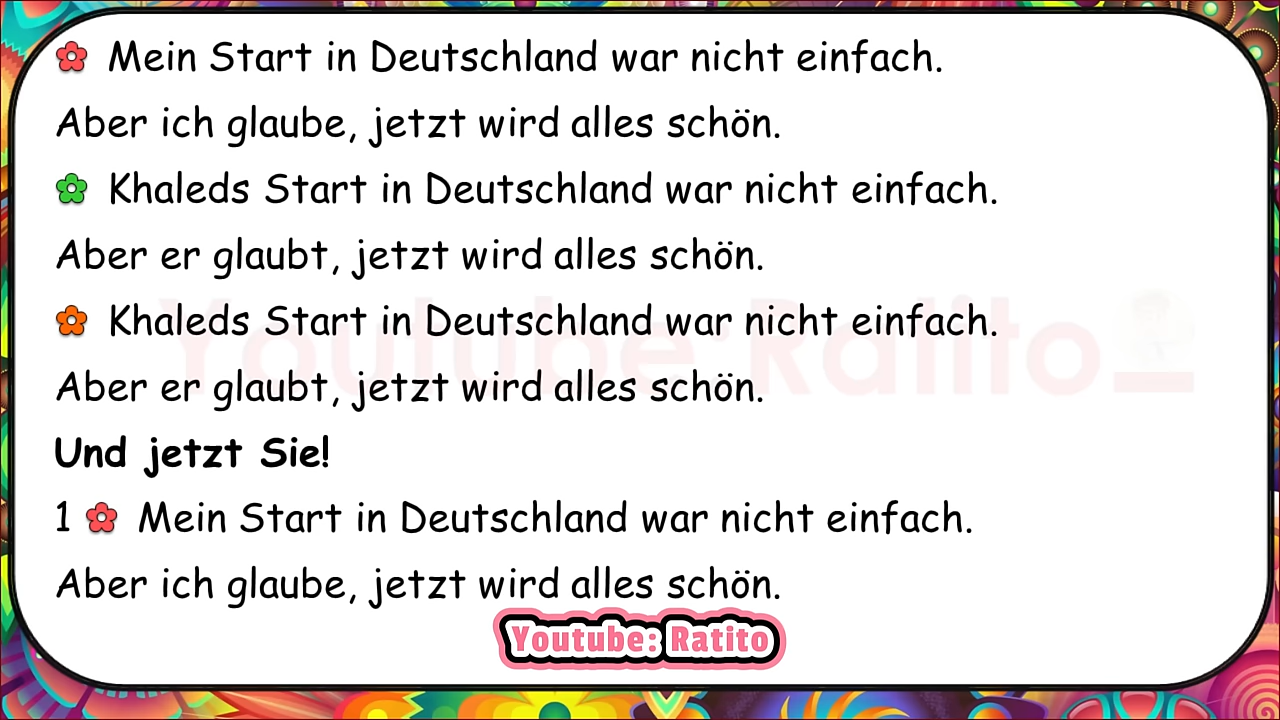 Mein Start in Deutschland war nicht einfach.
Aber ich glaube, jetzt wird alles schön.
Khaleds Start in Deutschland war nicht einfach.
Aber er glaubt, jetzt wird alles schön.
Khaleds Start in Deutschland war nicht einfach.
Youtube: Ratito
Aber er glaubt, jetzt wird alles schön.
Und jetzt Sie!
1 Mein Start in Deutschland war nicht einfach.
Aber ich glaube, jetzt wird alles schön.
Youtube: Ratito